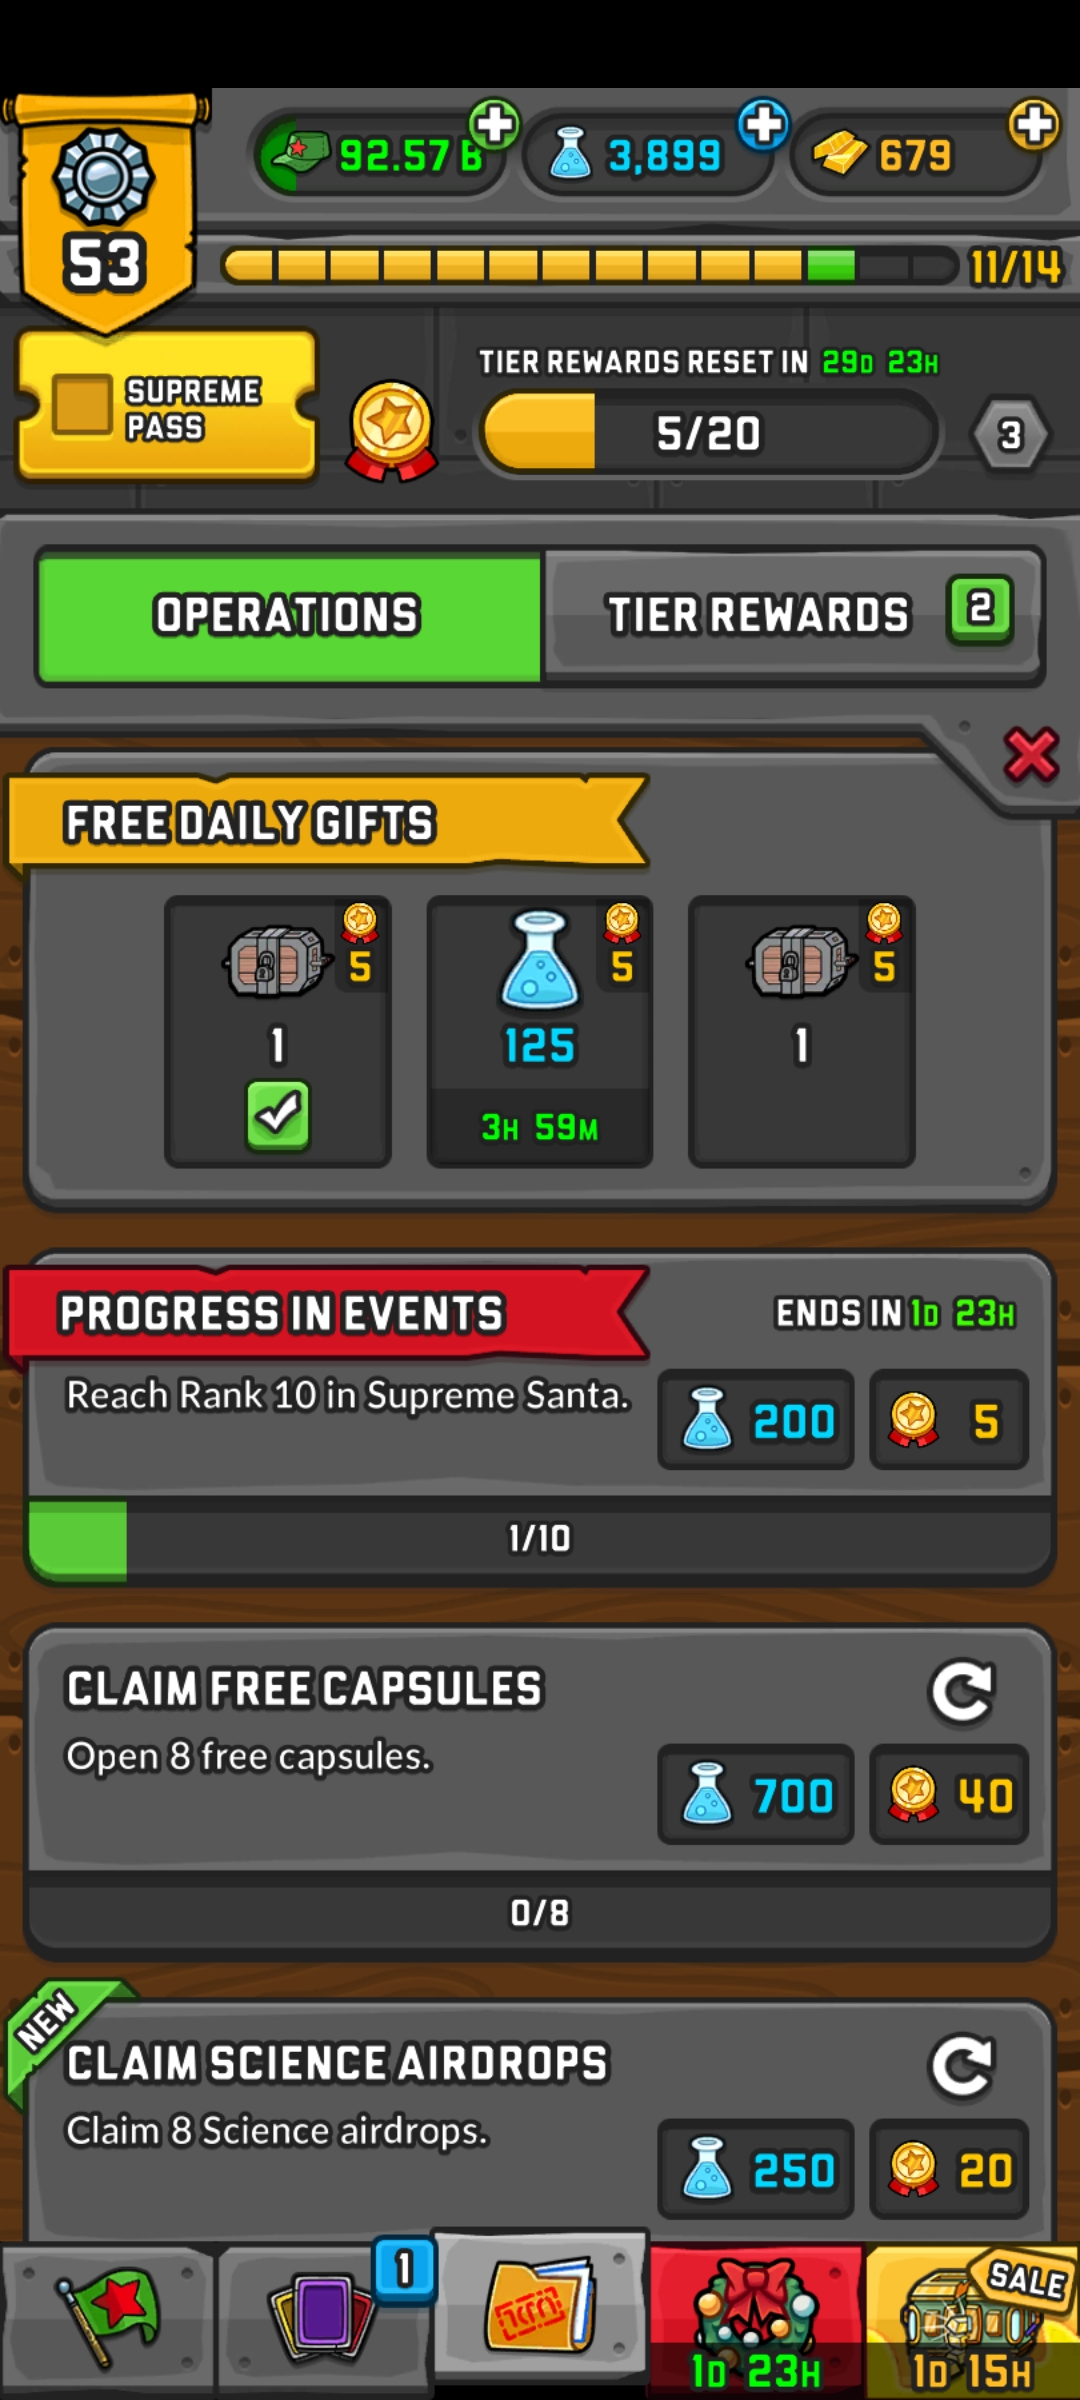 92.57 B
3,899
679
53
11/14
SUPREME
PASS
TIER REWARDS RESET IN 29D 23H
5/20
3
OPERATIONS
TIER REWARDS
2
FREE DAILY GIFTS
5
5
5
1
125
1
3H 59M
PROGRESS IN EVENTS
ENDS IN 1D 23H
Reach Rank 10 in Supreme Santa.
200
5
1/10
CLAIM FREE CAPSULES
Open 8 free capsules.
700
40
0/8
NEW
CLAIM SCIENCE AIRDROPS
Claim 8 Science airdrops.
250
20
1
SALE
1D 23H
1D 15H